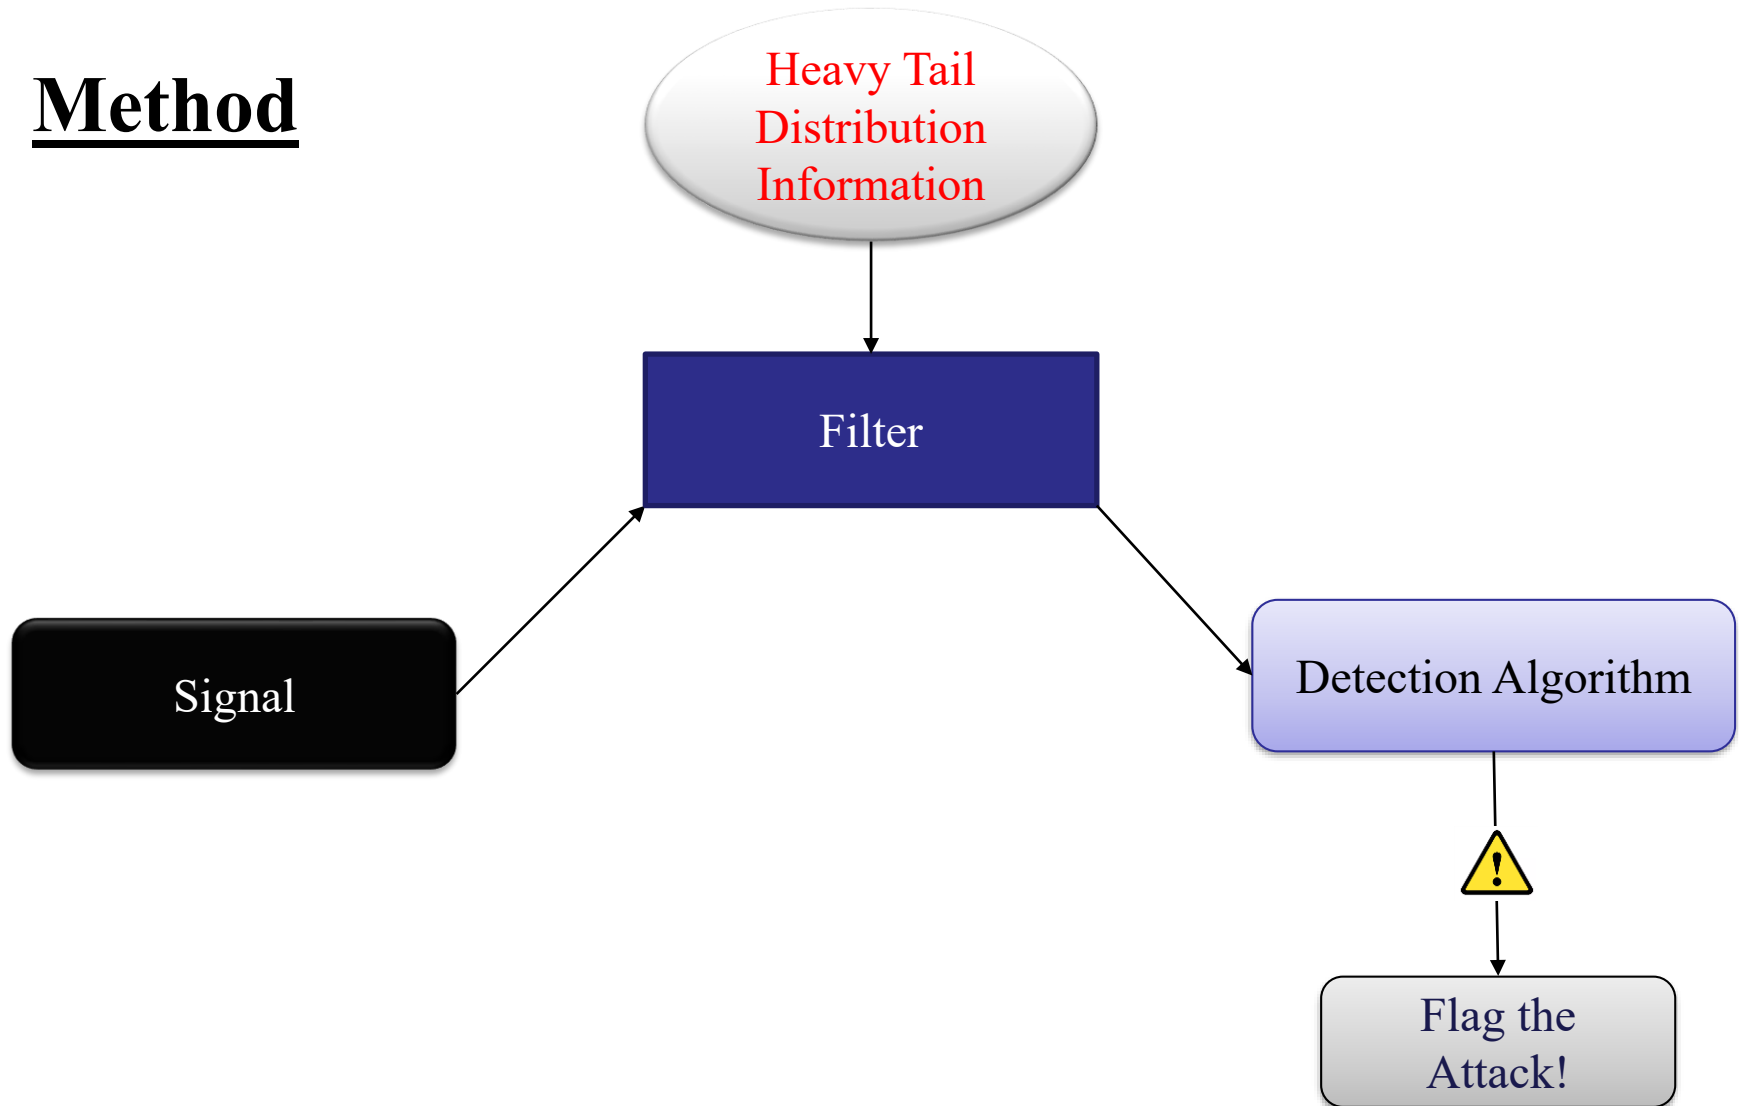 Method
Heavy Tail
Distribution
Information
Filter
Signal
Detection Algorithm
!
Flag the
Attack!